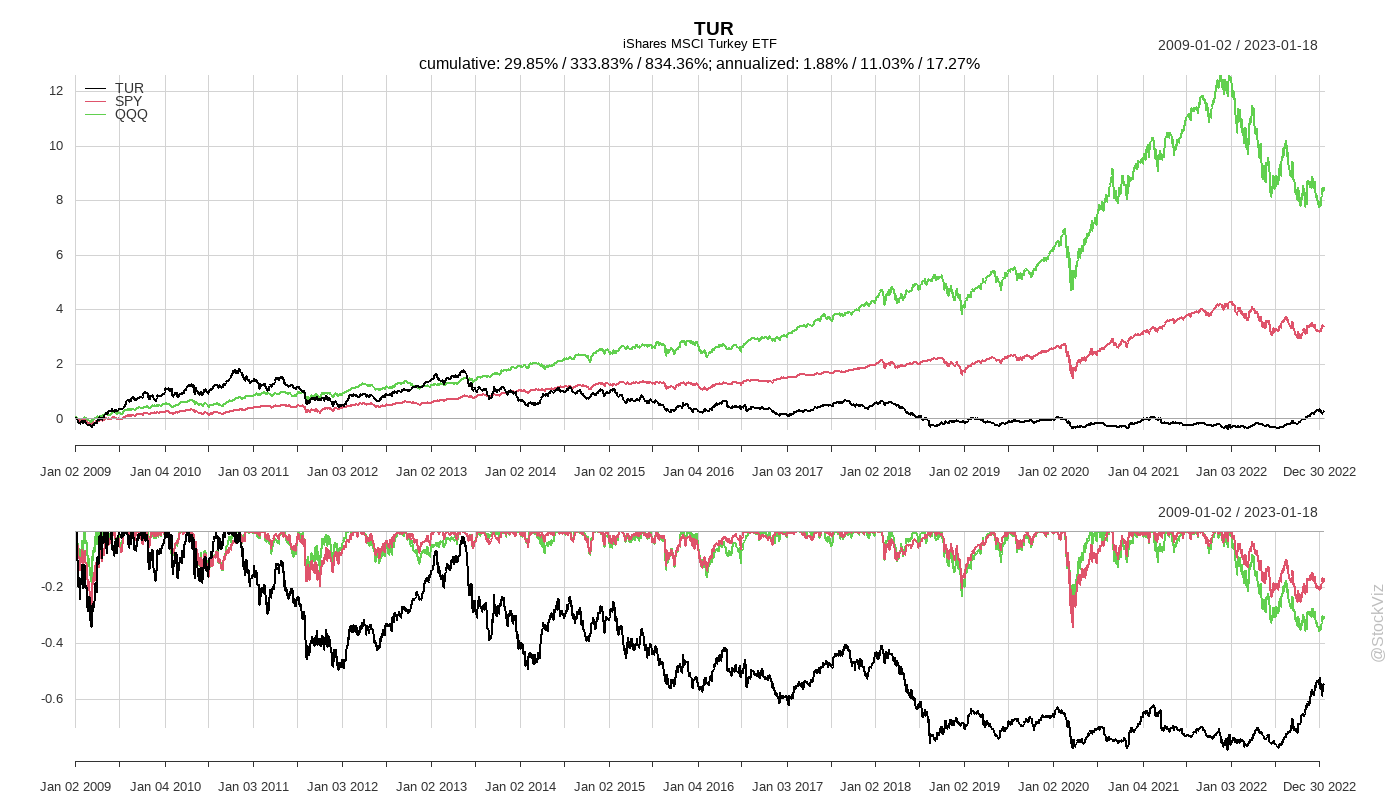 TUR
iShares MSCI Turkey ETF
2009-01-02 / 2023-01-18
cumulative: 29.85% / 333.83% / 834.36%; annualized: 1.88% / 11.03% / 17.27%
TUR
SPY
QQQ
12
10
8
6
4
2
0
Jan 02 2009 Jan 04 2010 Jan 03 2011 Jan 03 2012 Jan 02 2013 Jan 02 2014 Jan 02 2015 Jan 04 2016 Jan 03 2017 Jan 02 2018 Jan 02 2019 Jan 02 2020 Jan 04 2021 Jan 03 2022 Dec 30 2022
2009-01-02 / 2023-01-18
-0.2
-0.4
-0.6
Jan 02 2009 Jan 04 2010 Jan 03 2011 Jan 03 2012 Jan 02 2013 Jan 02 2014 Jan 02 2015 Jan 04 2016 Jan 03 2017 Jan 02 2018 Jan 02 2019 Jan 02 2020 Jan 04 2021 Jan 03 2022 Dec 30 2022
@StockViz